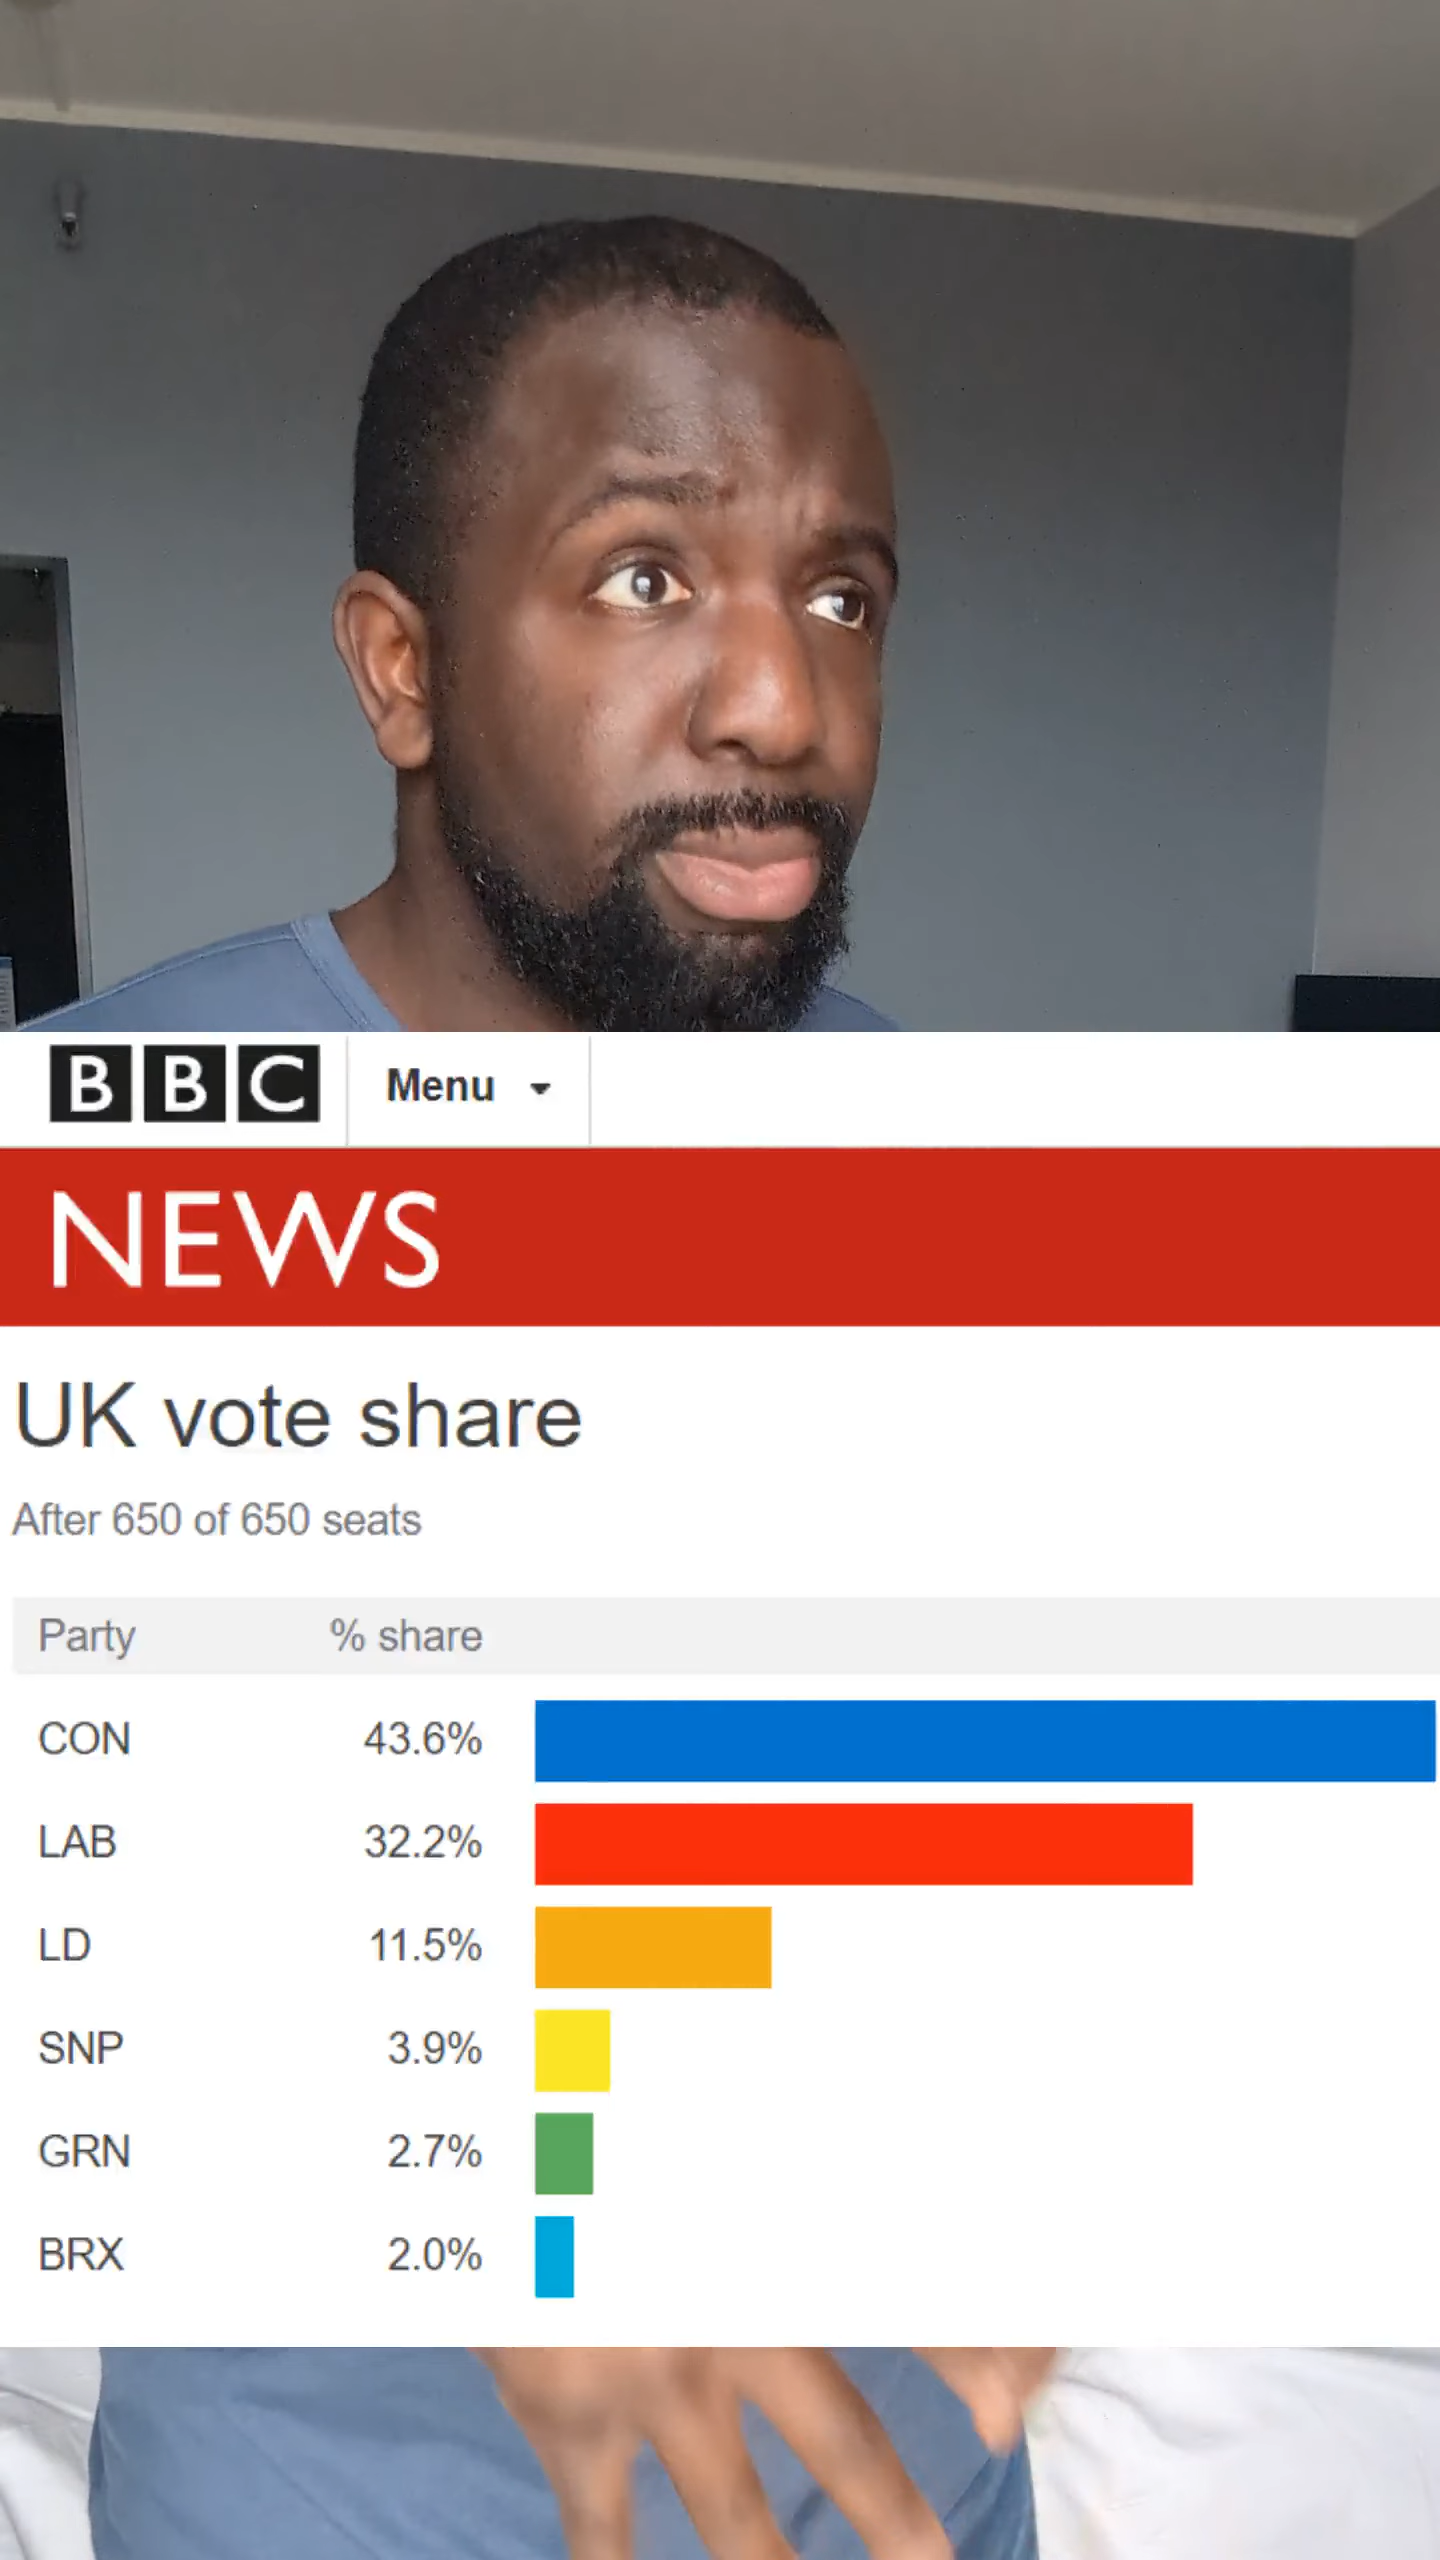 BBC Menu
NEWS
UK vote share
After 650 of 650 seats
Party % share
CON 43.6%
LAB 32.2%
LD 11.5%
SNP 3.9%
GRN 2.7%
BRX 2.0%